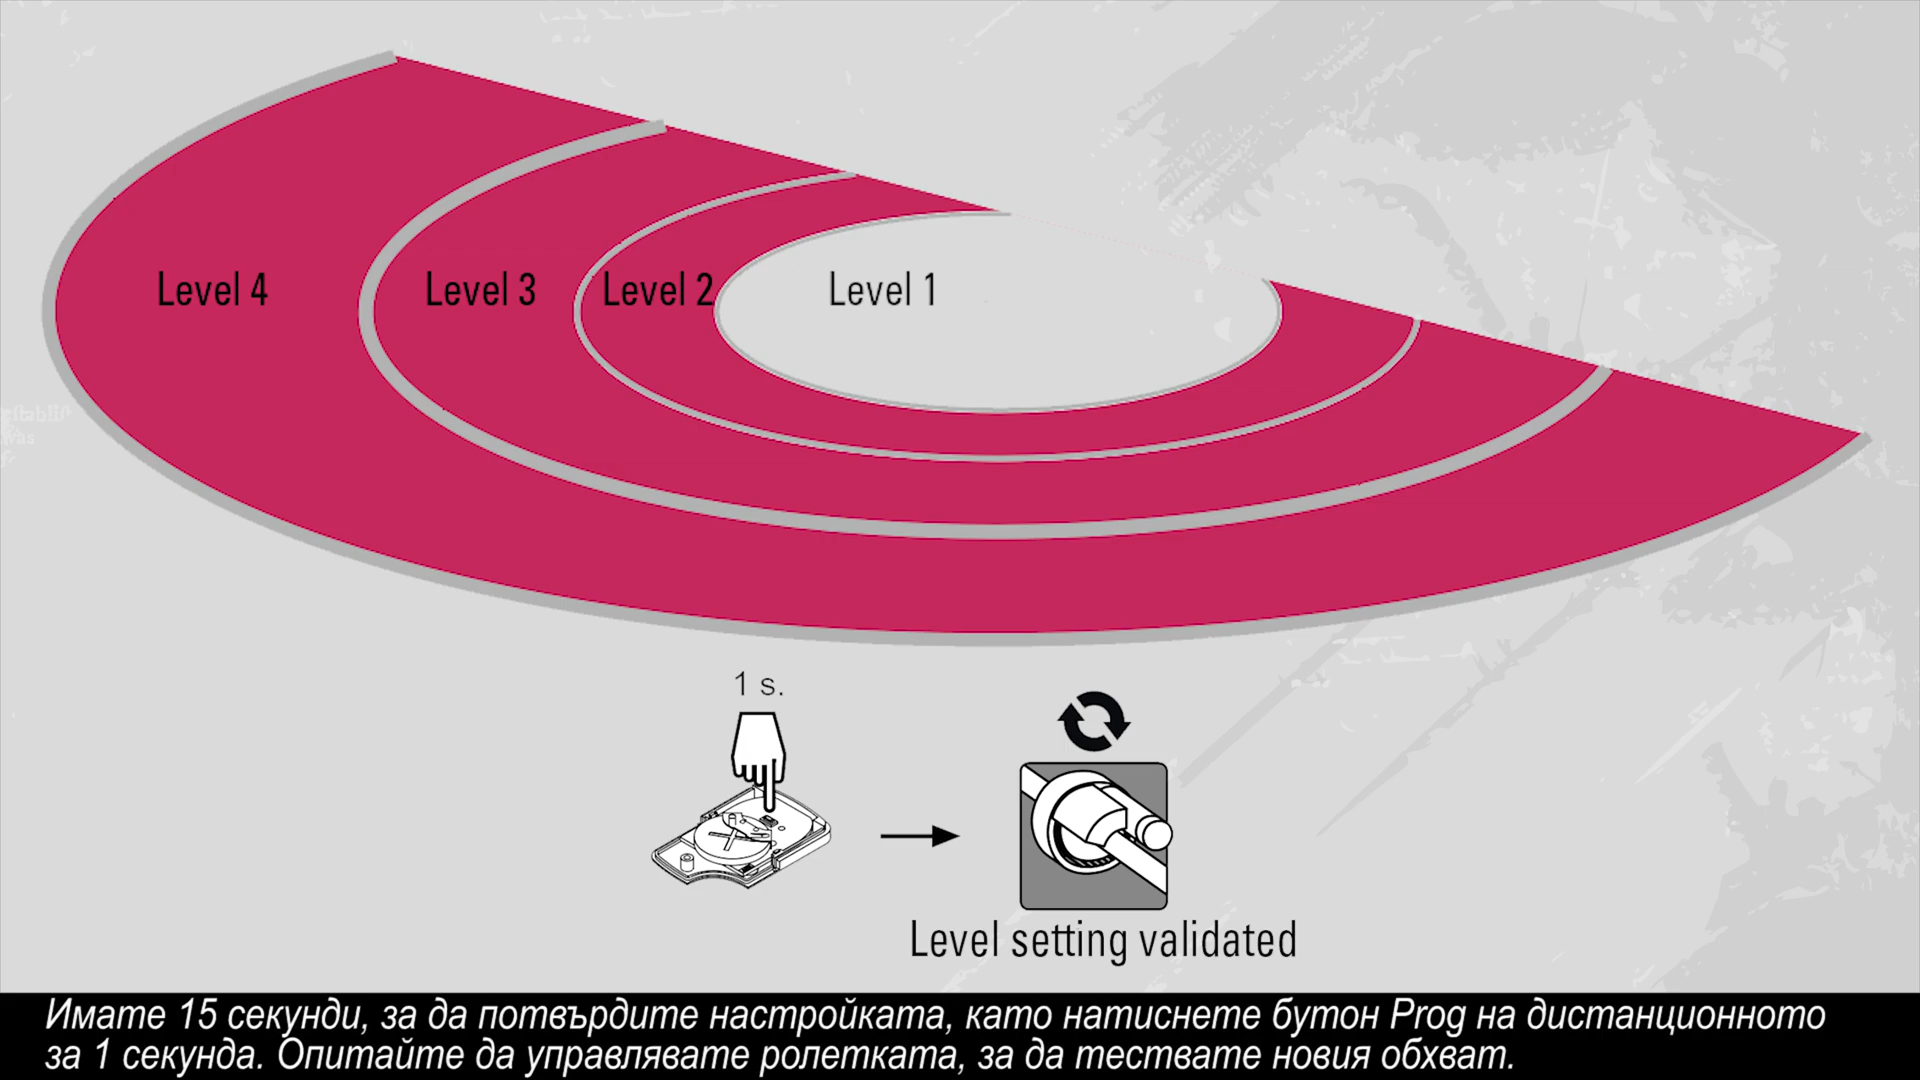 Level 4
Level 3
Level 2
Level 1
1 s.
Level setting validated
Имате 15 секунди, за да потвърдите настройката, като натиснете бутон Prog на дистанционното
за 1 секунда. Опитайте да управлявате ролетката, за да тествате новия обхват.